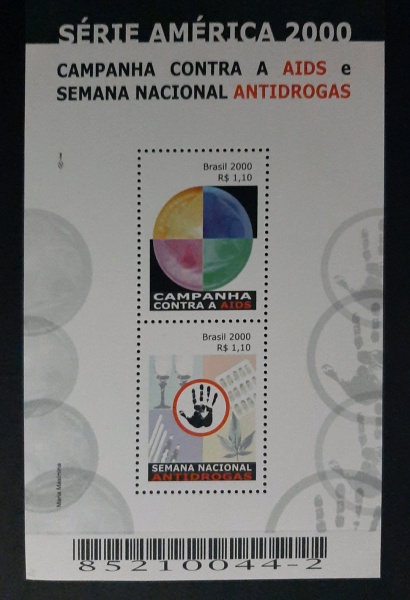 SÉRIE AMÉRICA 2000
CAMPANHA CONTRA A AIDS e
SEMANA NACIONAL ANTIDROGAS
Brasil 2000
R$ 1,10
CAMPANHA
CONTRA A AIDS
Brasil 2000
R$ 1,10
SEMANA NACIONAL
ANTIDROGAS
85210044-2